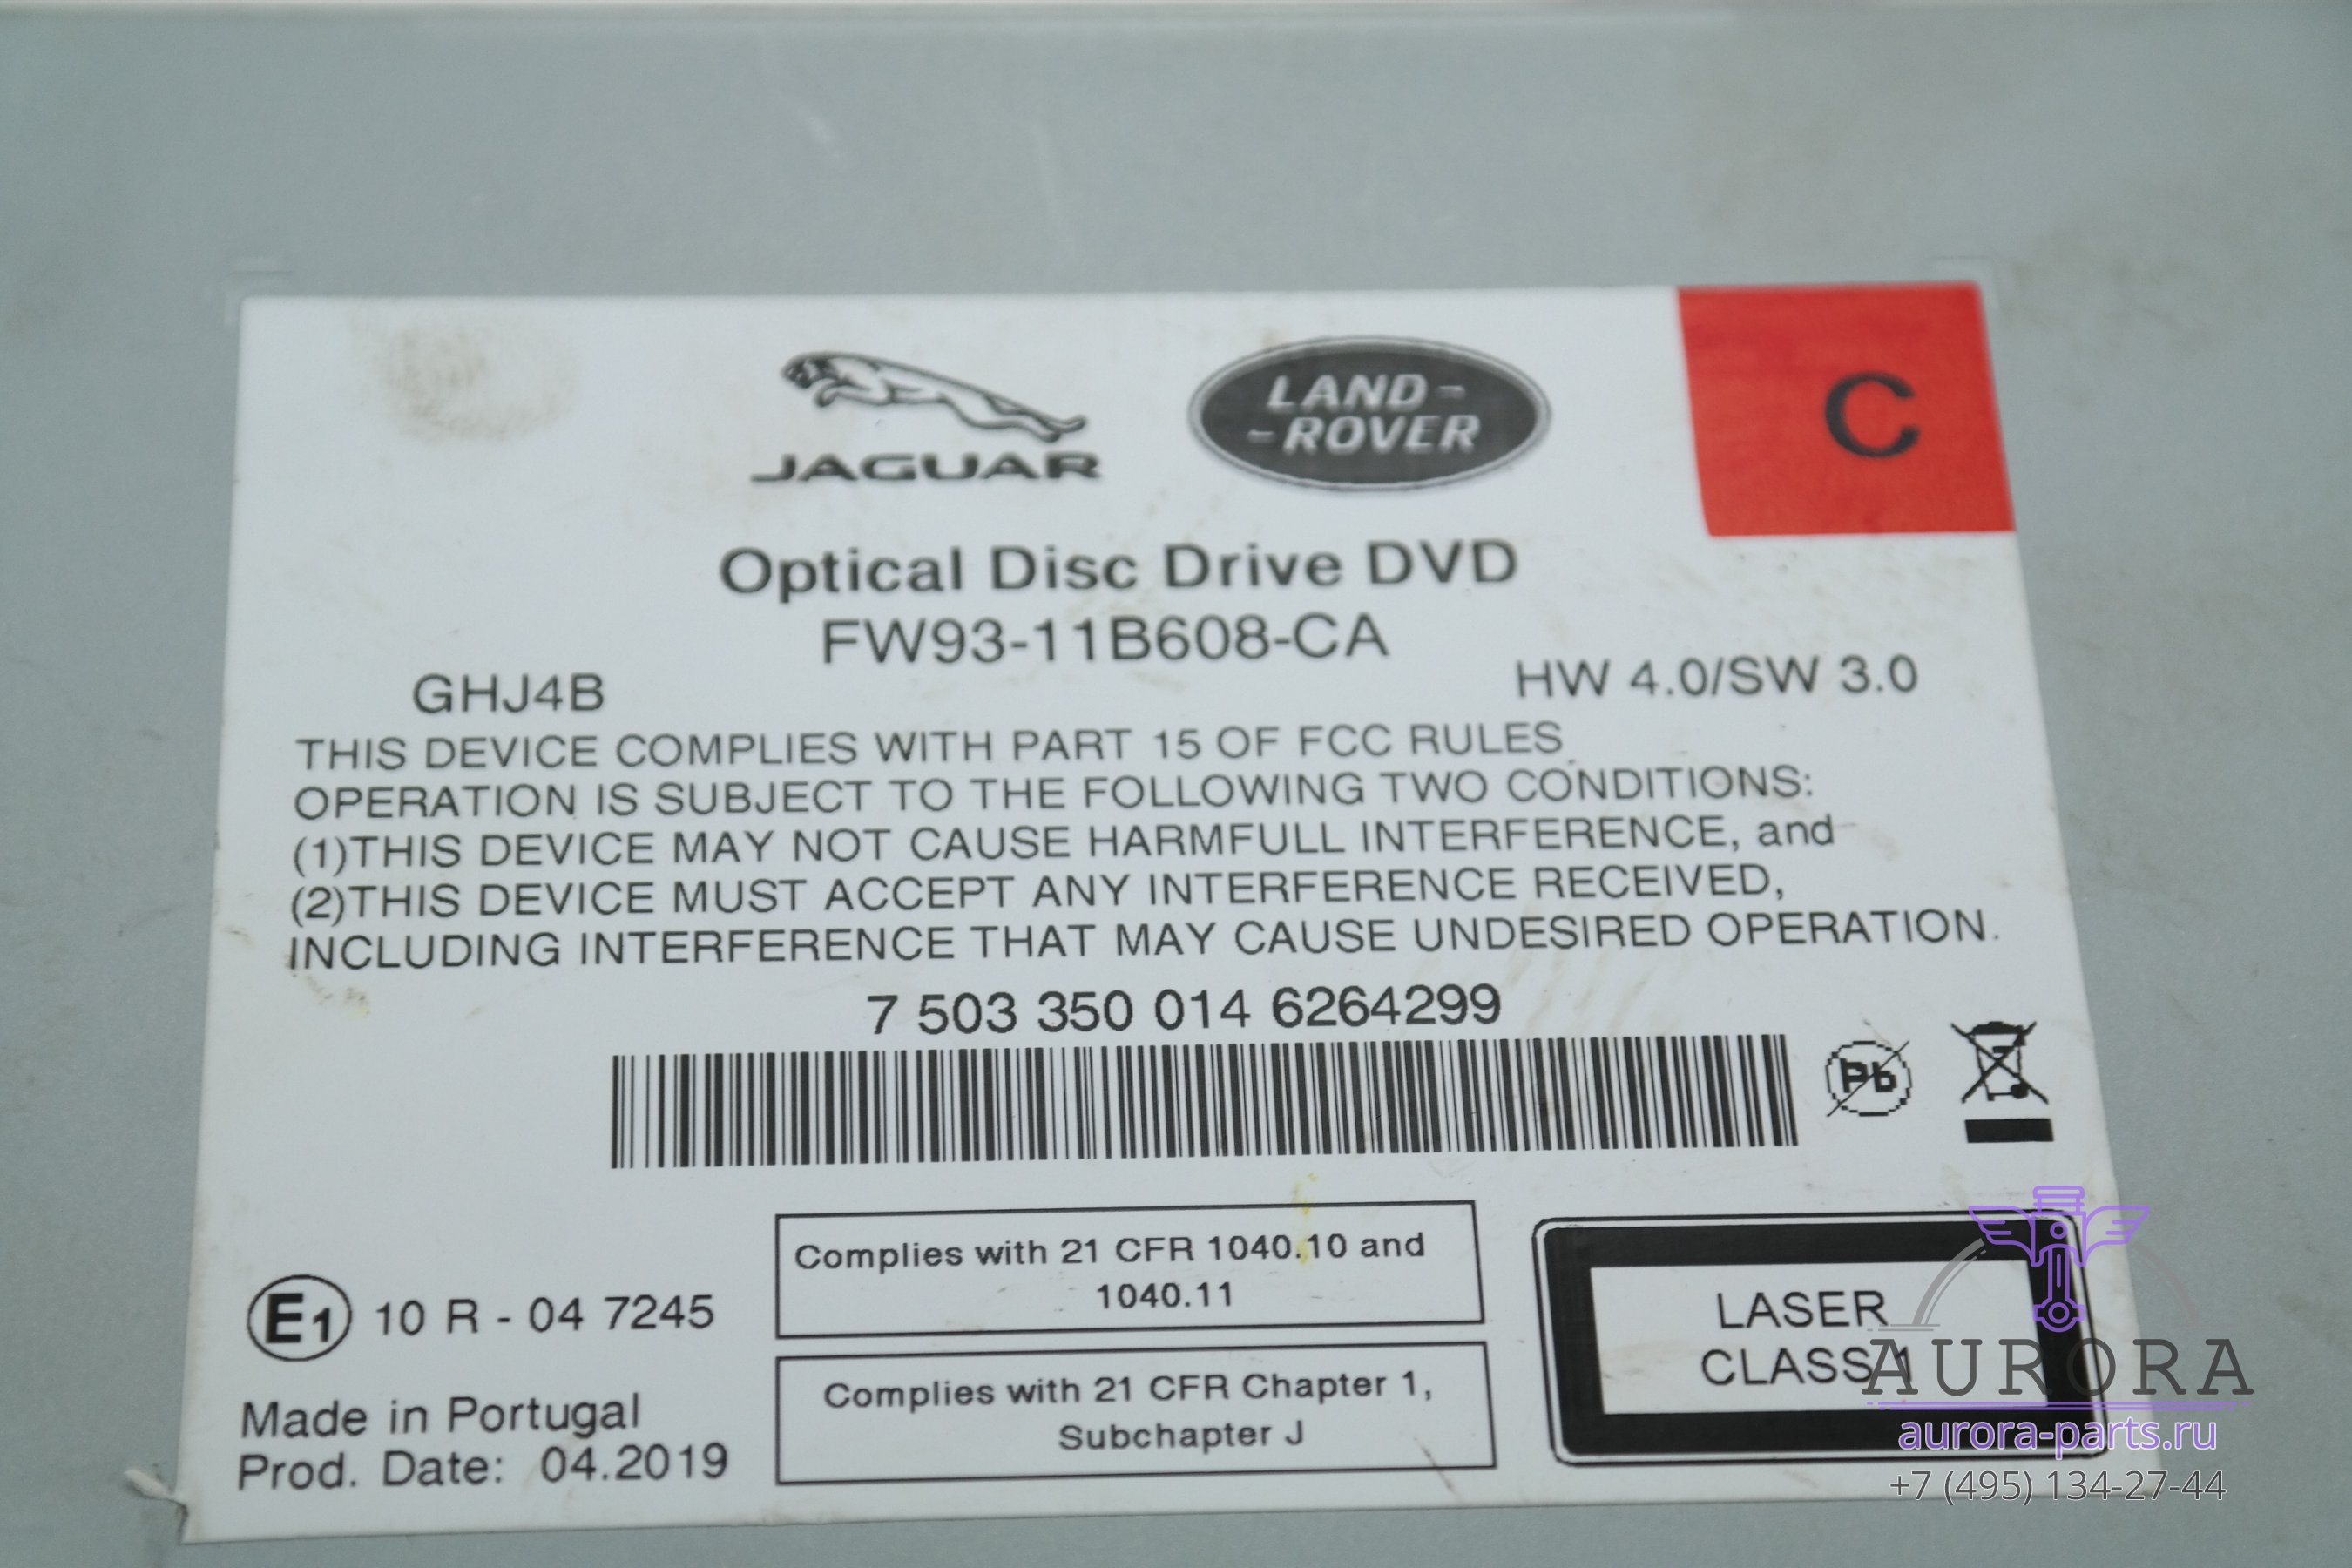 JAGUAR
LAND -
- ROVER
C
Optical Disc Drive DVD
FW93-11B608-CA
GHJ4B
HW 4.0/SW 3.0
THIS DEVICE COMPLIES WITH PART 15 OF FCC RULES
OPERATION IS SUBJECT TO THE FOLLOWING TWO CONDITIONS:
(1)THIS DEVICE MAY NOT CAUSE HARMFULL INTERFERENCE, and
(2)THIS DEVICE MUST ACCEPT ANY INTERFERENCE RECEIVED,
INCLUDING INTERFERENCE THAT MAY CAUSE UNDESIRED OPERATION.
7 503 350 014 6264299
Pb
E1 10 R - 04 7245
Made in Portugal
Prod. Date: 04.2019
Complies with 21 CFR 1040.10 and
1040.11
Complies with 21 CFR Chapter 1,
Subchapter J
LASER
CLASS 1
AURORA
aurora-parts.ru
+7 (495) 134-27-44